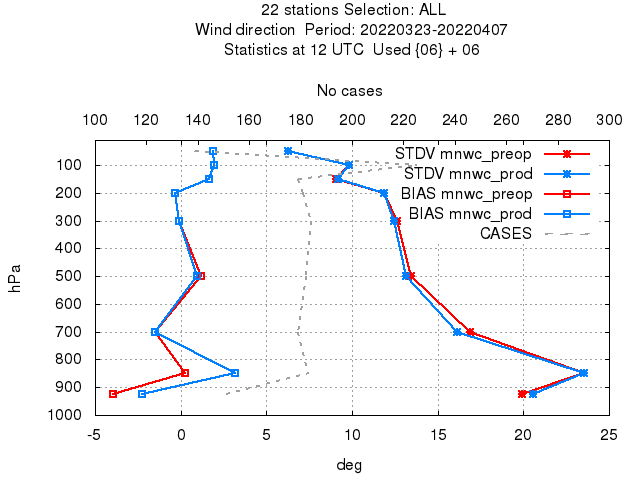 22 stations Selection: ALL
Wind direction  Period: 20220323-20220407
Statistics at 12 UTC  Used {06} + 06
No cases
100 120 140 160 180 200 220 240 260 280 300
STDV mnwc_preop
STDV mnwc_prod
BIAS mnwc_preop
BIAS mnwc_prod
CASES
100
200
300
400
500
600
700
800
900
1000
hPa
-5 0 5 10 15 20 25
deg